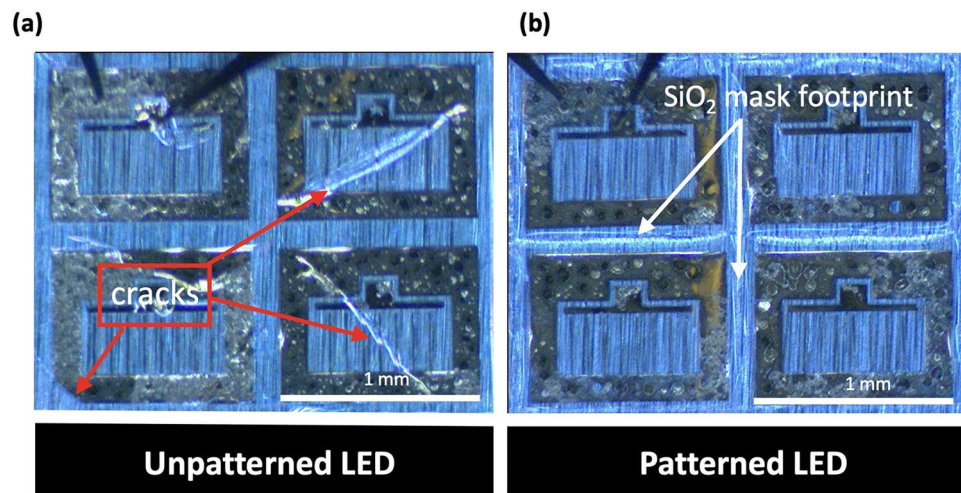 (a)
(b)
SiO₂ mask footprint
cracks
1 mm
1 mm
Unpatterned LED
Patterned LED